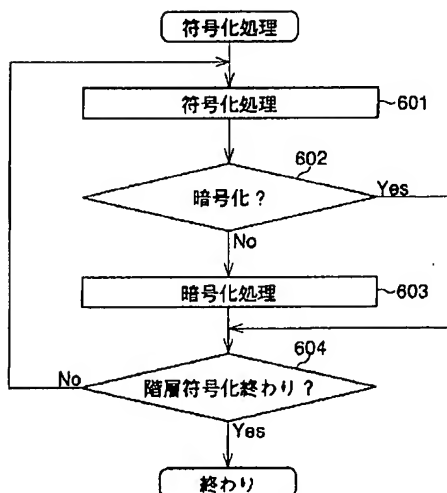 符号化処理
符号化処理
601
602
暗号化?
Yes
No
暗号化処理
603
604
No
階層符号化終わり?
Yes
終わり